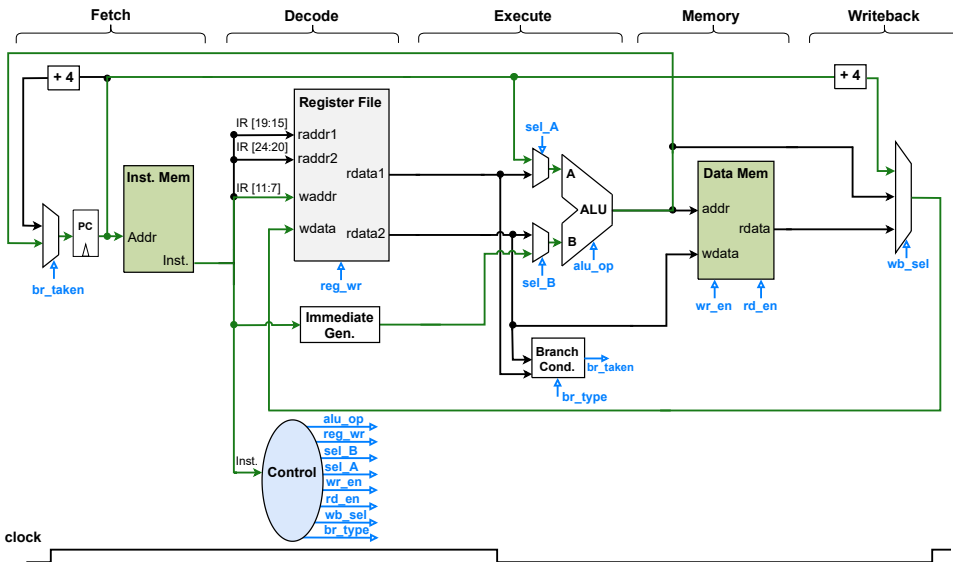 Fetch
Decode
Execute
Memory
Writeback
+ 4
+ 4
Register File
IR [19:15]
raddr1
IR [24:20]
raddr2
rdata1
IR [11:7]
waddr
wdata
rdata2
reg_wr
Inst. Mem
Addr
Inst.
PC
br_taken
sel_A
A
ALU
B
sel_B
alu_op
Data Mem
addr
rdata
wdata
wr_en
rd_en
wb_sel
Immediate
Gen.
Branch
Cond.
br_taken
br_type
Inst.
Control
alu_op
reg_wr
sel_B
sel_A
wr_en
rd_en
wb_sel
br_type
clock